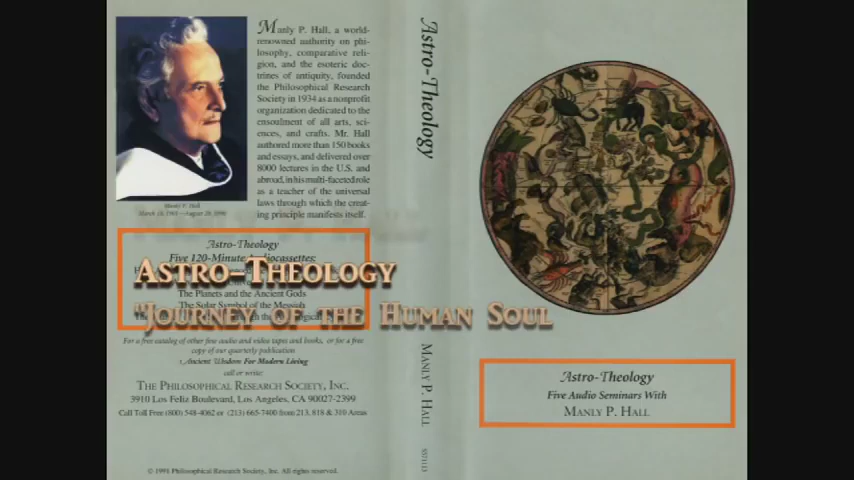 Manly P. Hall, a world-
renowned authority on phi-
losophy, comparative reli-
gion, and the esoteric doc-
trines of antiquity, founded
the Philosophical Research
Society in 1934 as a nonprofit
organization dedicated to the
ensoulment of all arts, sci-
ences, and crafts. Mr. Hall
authored more than 150 books
and essays, and delivered over
8000 lectures in the U.S. and
abroad, in his multi-faceted role
as a teacher of the universal
laws through which the creat-
ing principle manifests itself.
Manly P. Hall
Astro-Theology
Five 120-Minute Audiocassettes:
The Planets and the Ancient Gods
The Solar Symbol of the Messiah
Astro-Theology
"Journey of the Human Soul
For a free catalog of other fine audio and video tapes and books, or for a free
copy of our quarterly publication
Ancient Wisdom For Modern Living
call or write:
The Philosophical Research Society, Inc.
3910 Los Feliz Boulevard, Los Angeles, CA 90027-2399
Call Toll Free (800) 548-4062 or (213) 665-7400 from 213, 818 & 310 Areas
Philosophical Research Society, Inc. All rights reserved.
Astro-Theology
Manly P. Hall
Astro-Theology
Five Audio Seminars With
Manly P. Hall